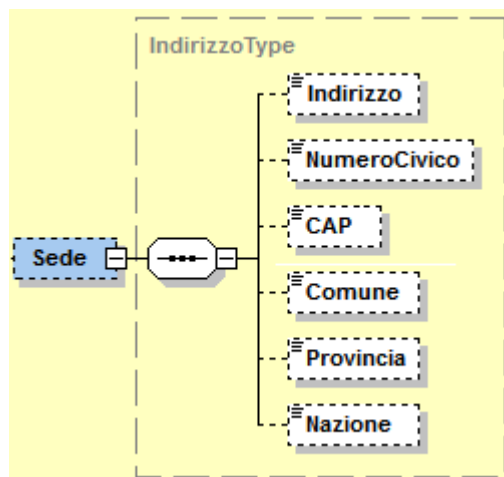 IndirizzoType
Indirizzo
NumeroCivico
CAP
Sede
Comune
Provincia
Nazione